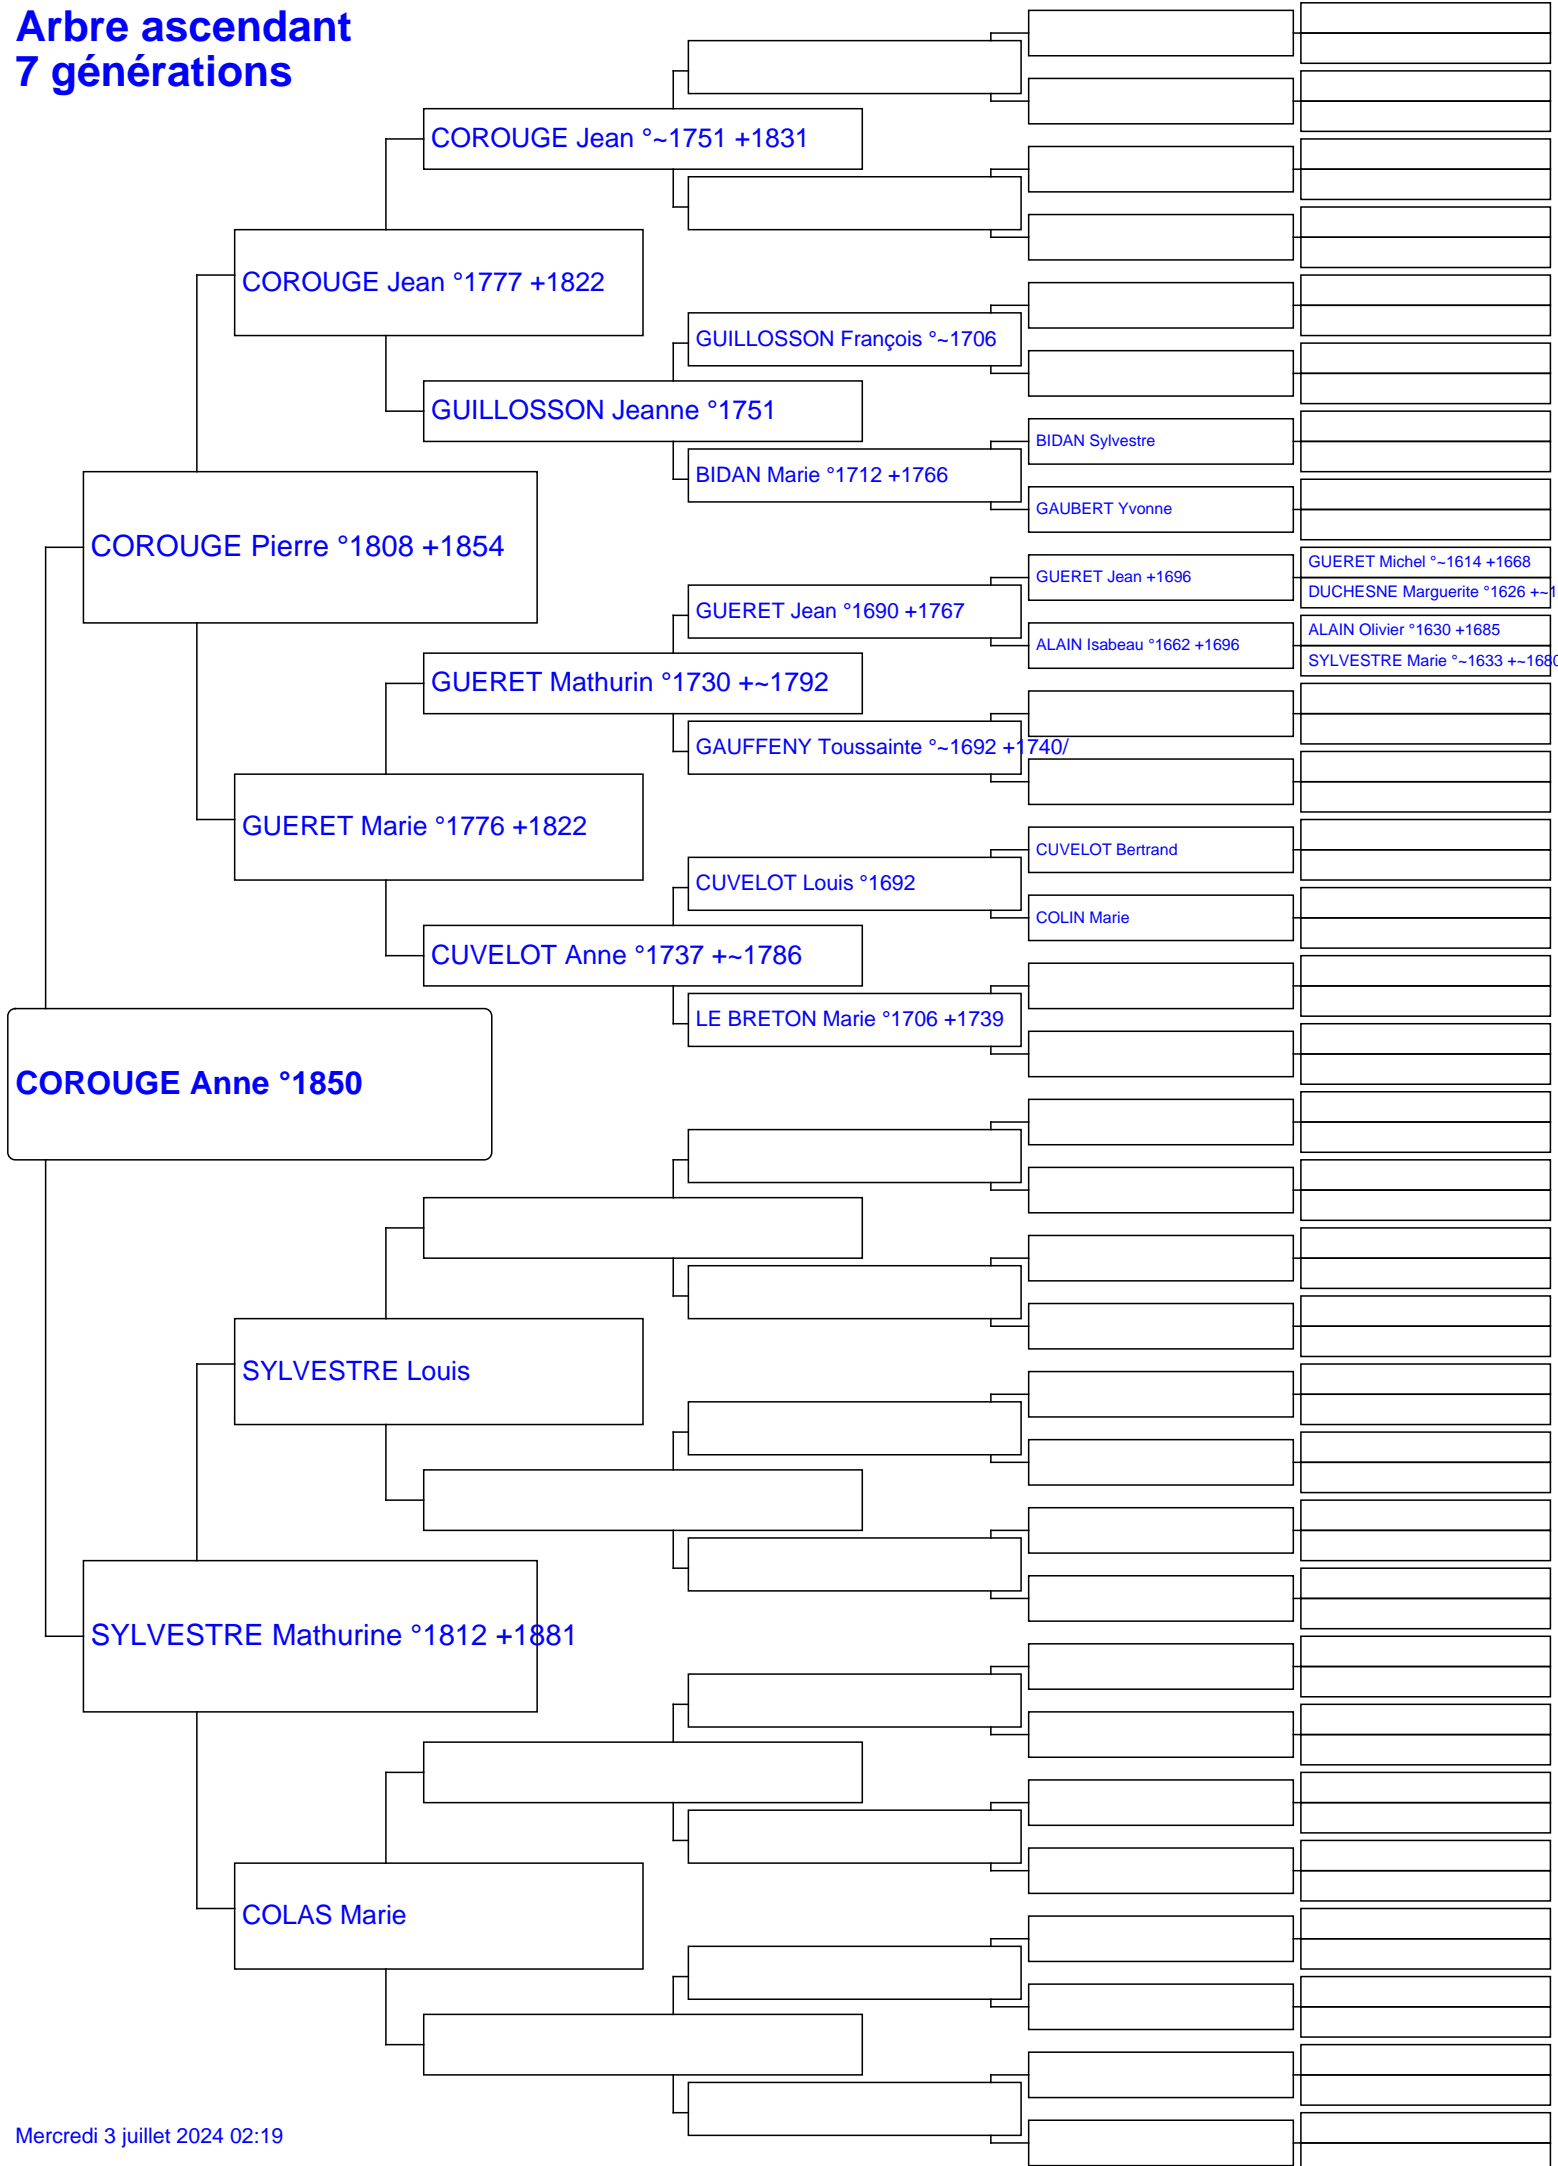 Arbre ascendant
7 générations
COROUGE Jean °~1751 +1831
COROUGE Jean °1777 +1822
GUILLOSSON François °~1706
GUILLOSSON Jeanne °1751
BIDAN Sylvestre
BIDAN Marie °1712 +1766
GAUBERT Yvonne
COROUGE Pierre °1808 +1854
GUERET Michel °~1614 +1668
GUERET Jean +1696
DUCHESNE Marguerite °1626 +~1
GUERET Jean °1690 +1767
ALAIN Olivier °1630 +1685
ALAIN Isabeau °1662 +1696
SYLVESTRE Marie °~1633 +~1680
GUERET Mathurin °1730 +~1792
GAUFFENY Toussainte °~1692 +1740/
GUERET Marie °1776 +1822
CUVELOT Bertrand
CUVELOT Louis °1692
COLIN Marie
CUVELOT Anne °1737 +~1786
LE BRETON Marie °1706 +1739
COROUGE Anne °1850
SYLVESTRE Louis
SYLVESTRE Mathurine °1812 +1881
COLAS Marie
Mercredi 3 juillet 2024 02:19